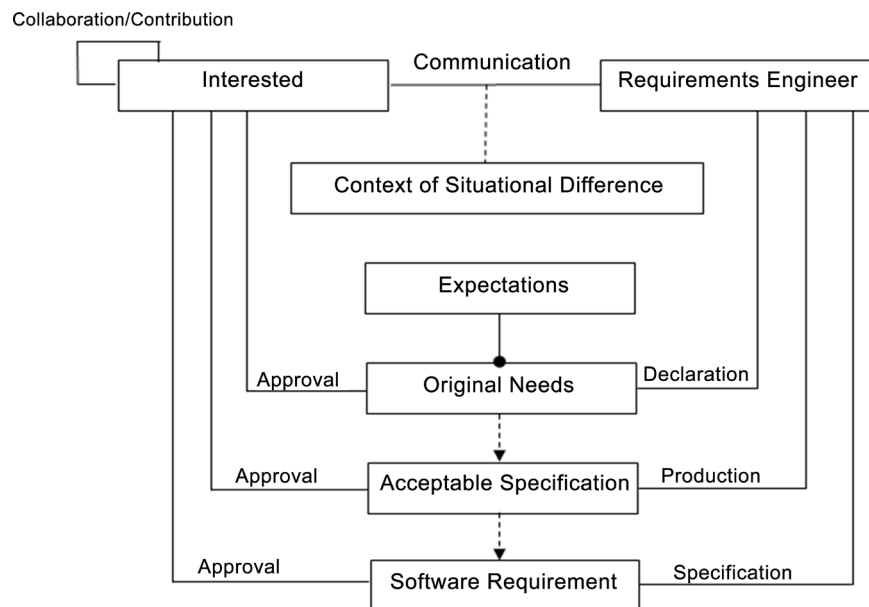 Collaboration/Contribution
Interested
Communication
Requirements Engineer
Context of Situational Difference
Expectations
Approval
Original Needs
Declaration
Approval
Acceptable Specification
Production
Approval
Software Requirement
Specification